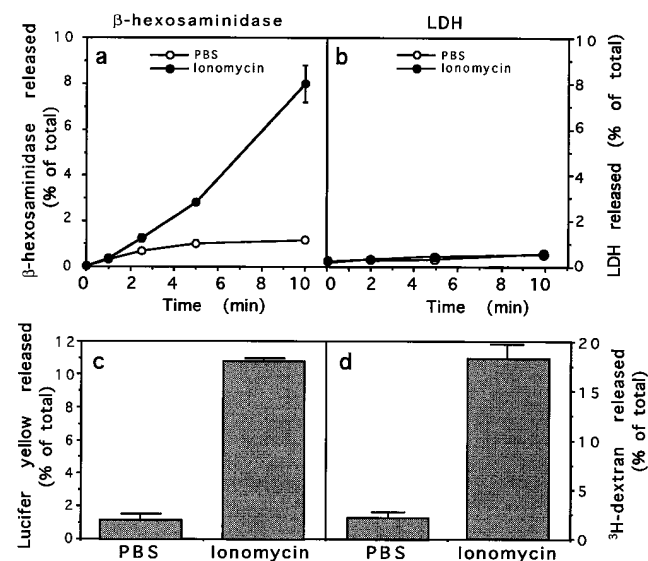 β-hexosaminidase
LDH
β-hexosaminidase released
(% of total)
10
8
6
4
2
0
a
PBS
Ionomycin
0 2 4 6 8 10
Time (min)
b
PBS
Ionomycin
0 2 4 6 8 10
Time (min)
10
8
6
4
2
0
LDH released (% of total)
Lucifer yellow released
(% of total)
12
10
8
6
4
2
0
c
PBS Ionomycin
d
PBS Ionomycin
20
15
10
5
0
³H-dextran released
(% of total)